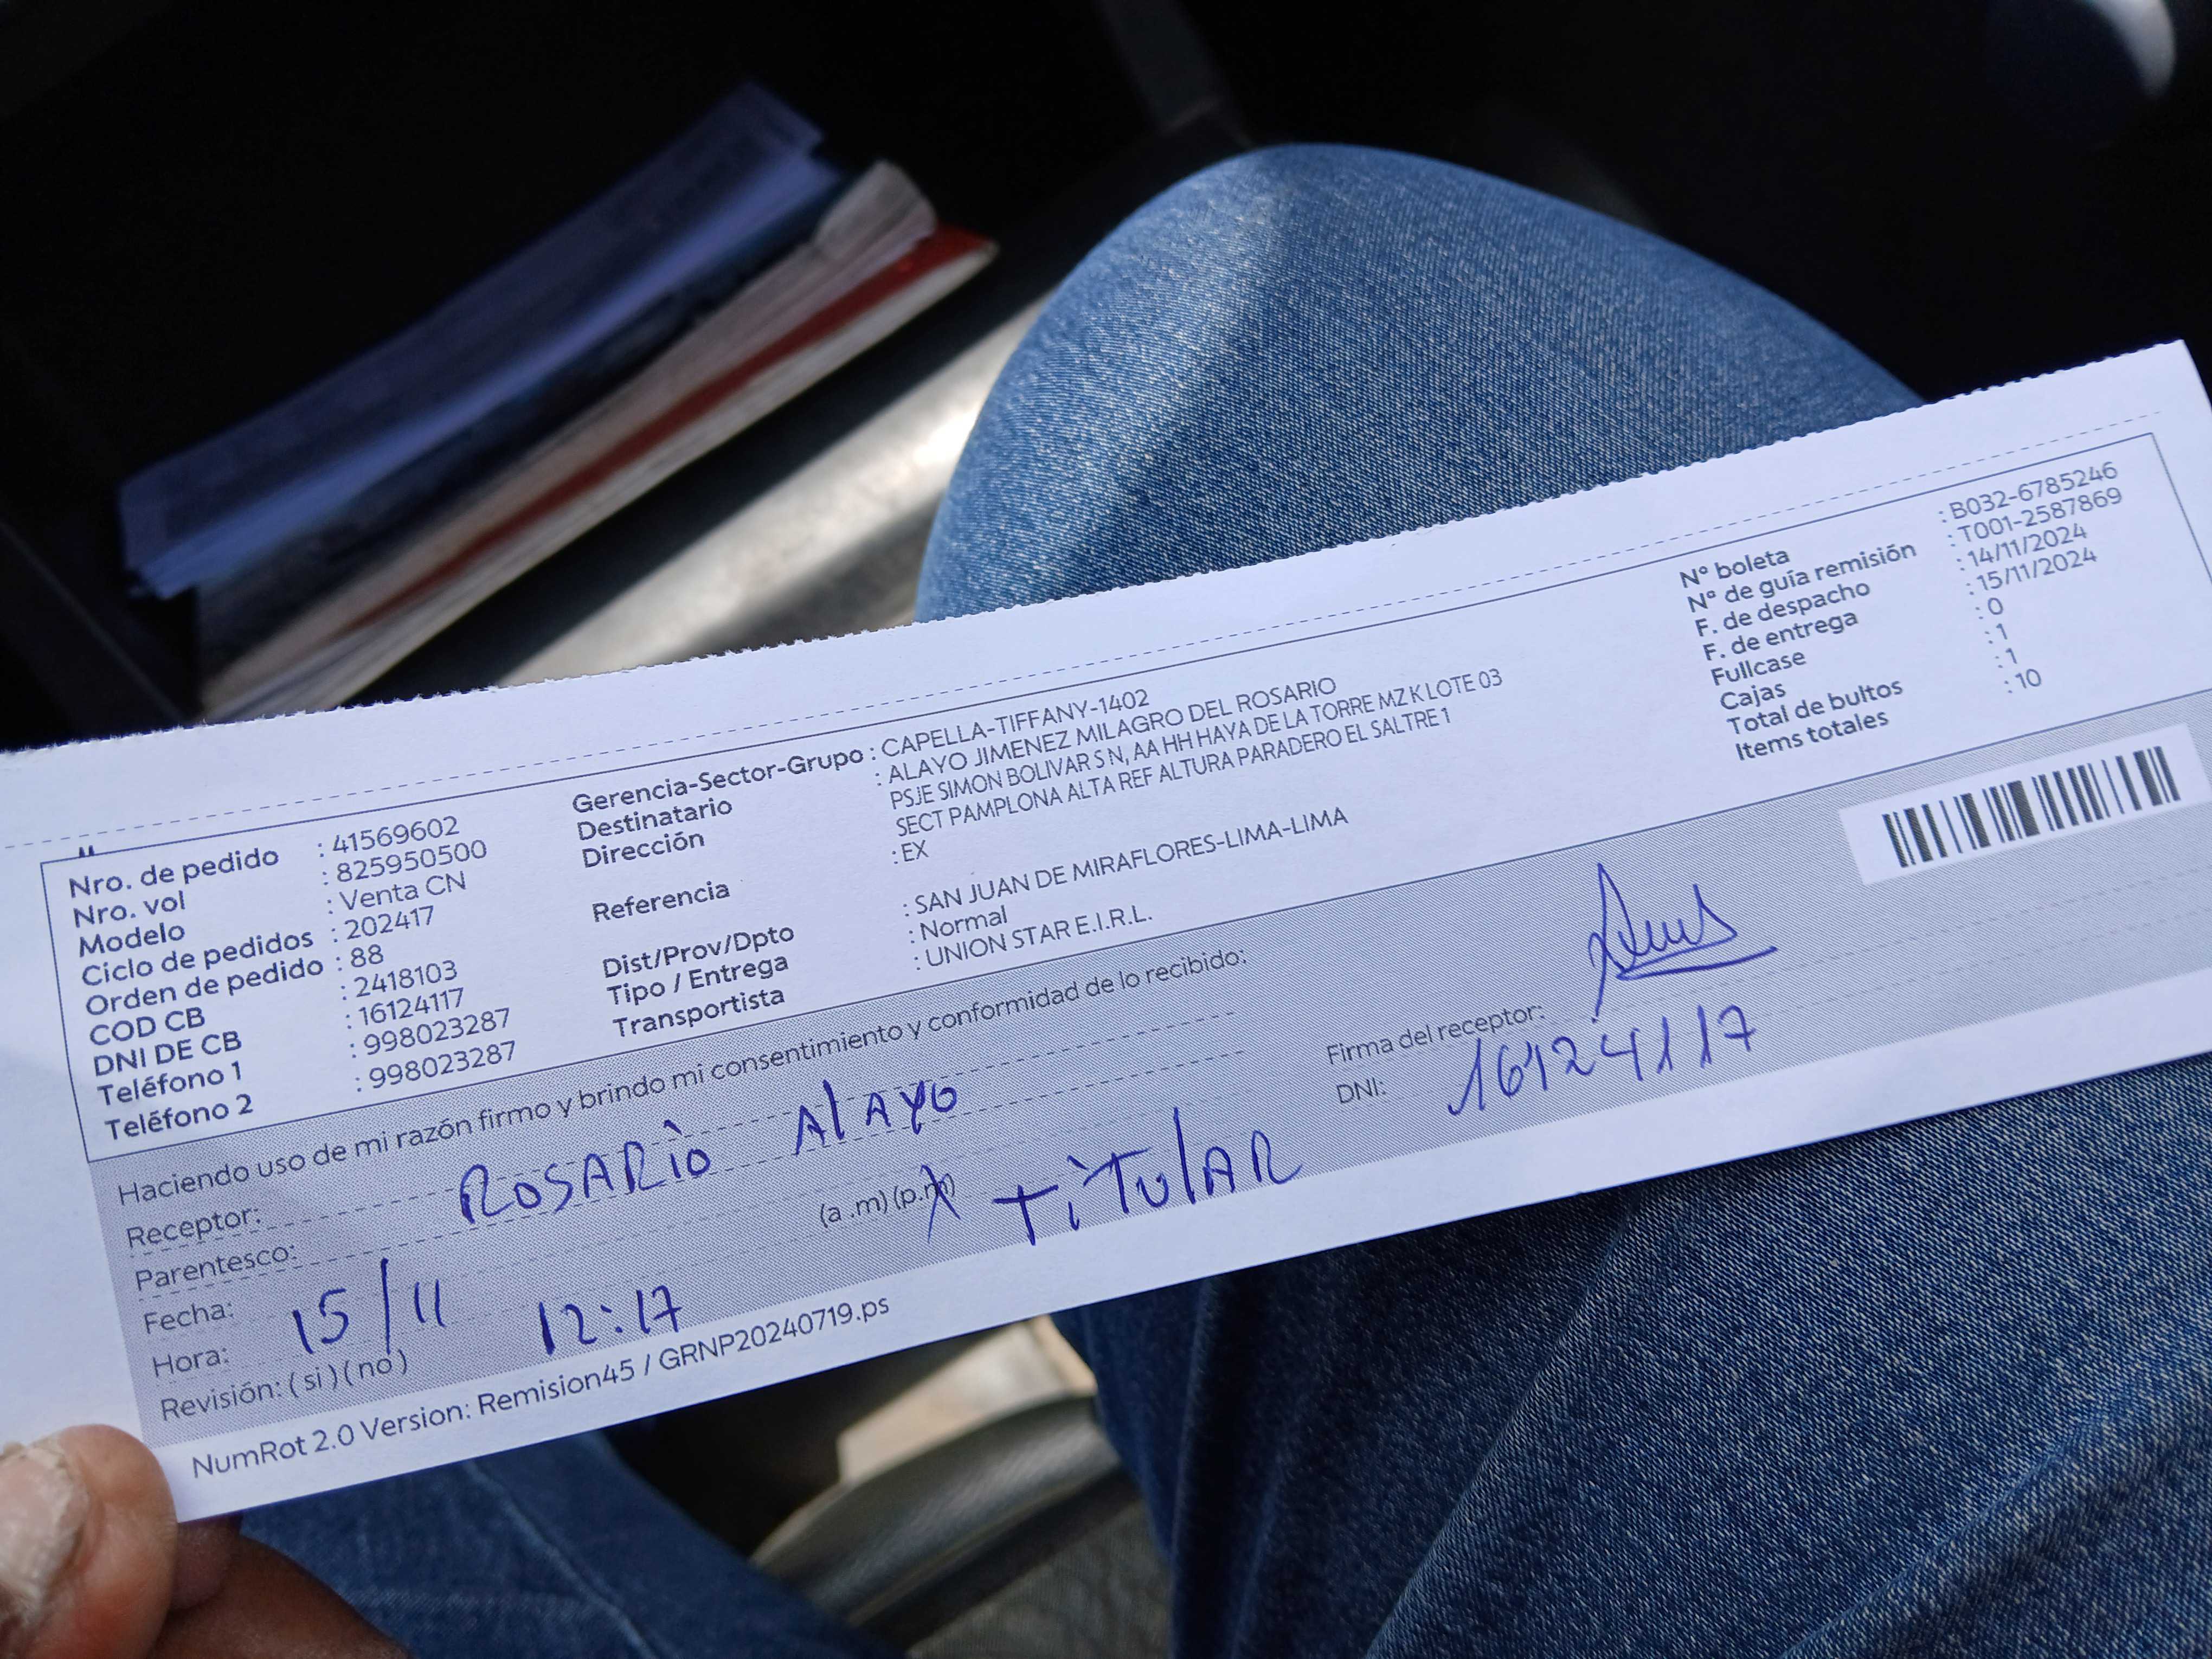 Nro. de pedido : 41569602
Nro. vol : 825950500
Modelo : Venta CN
Ciclo de pedidos : 202417
Orden de pedido : 88
COD CB : 2418103
DNI DE CB : 16124117
Teléfono 1 : 998023287
Teléfono 2 : 998023287
Gerencia-Sector-Grupo : CAPELLA-TIFFANY-1402
Destinatario : ALAYO JIMENEZ MILAGRO DEL ROSARIO
Dirección PSJE SIMON BOLIVAR S N, AA HH HAYA DE LA TORRE MZ K LOTE 03
SECT PAMPLONA ALTA REF ALTURA PARADERO EL SALTRE 1
Referencia : EX
Dist/Prov/Dpto : SAN JUAN DE MIRAFLORES-LIMA-LIMA
Tipo / Entrega : Normal
Transportista : UNION STAR E.I.R.L.
N° boleta : B032-6785246
N° de guía remisión : T001-2587869
F. de despacho : 14/11/2024
F. de entrega : 15/11/2024
Fullcase : 0
Cajas : 1
Total de bultos : 1
Items totales : 10
Haciendo uso de mi razón firmo y brindo mi consentimiento y conformidad de lo recibido:
Receptor: ROSARIO ALAYO
Parentesco: TITULAR
Fecha: 15/11
Hora: 12:17 (a .m) (p.m)
Revisión: ( si ) ( no )
Firma del receptor:
DNI: 16124117
NumRot 2.0 Version: Remision45 / GRNP20240719.ps